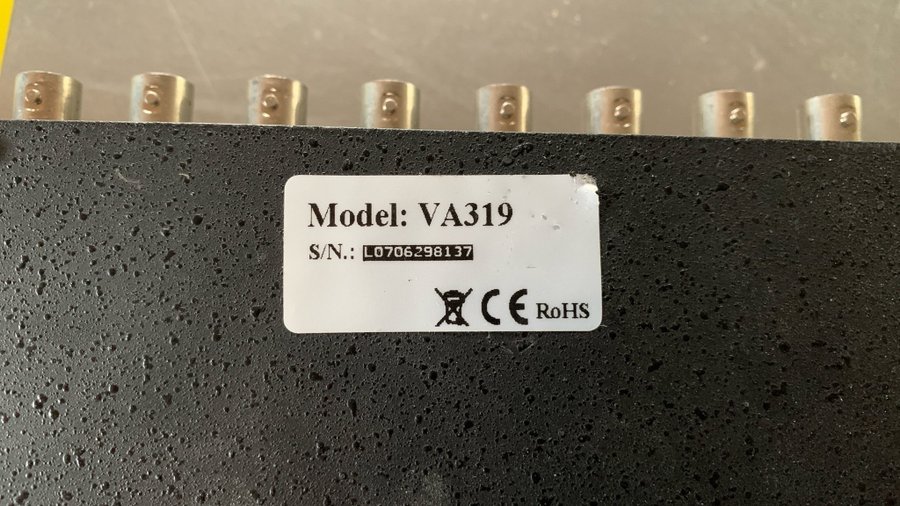 Model: VA319
S/N.: L0706298137
CE RoHS